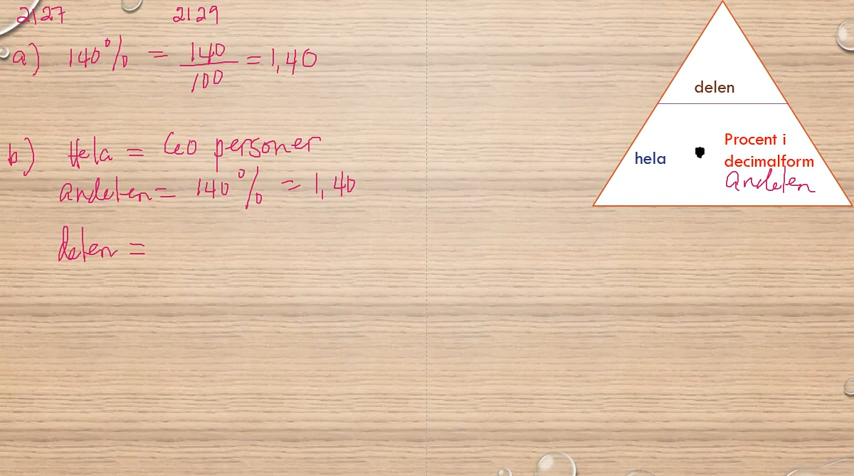 2127 2129
a) 140% = 140/100 = 1,40
b) Hela = 60 personer
andelen = 140% = 1,40
delen =
delen
hela • Procent i
decimalform
andelen